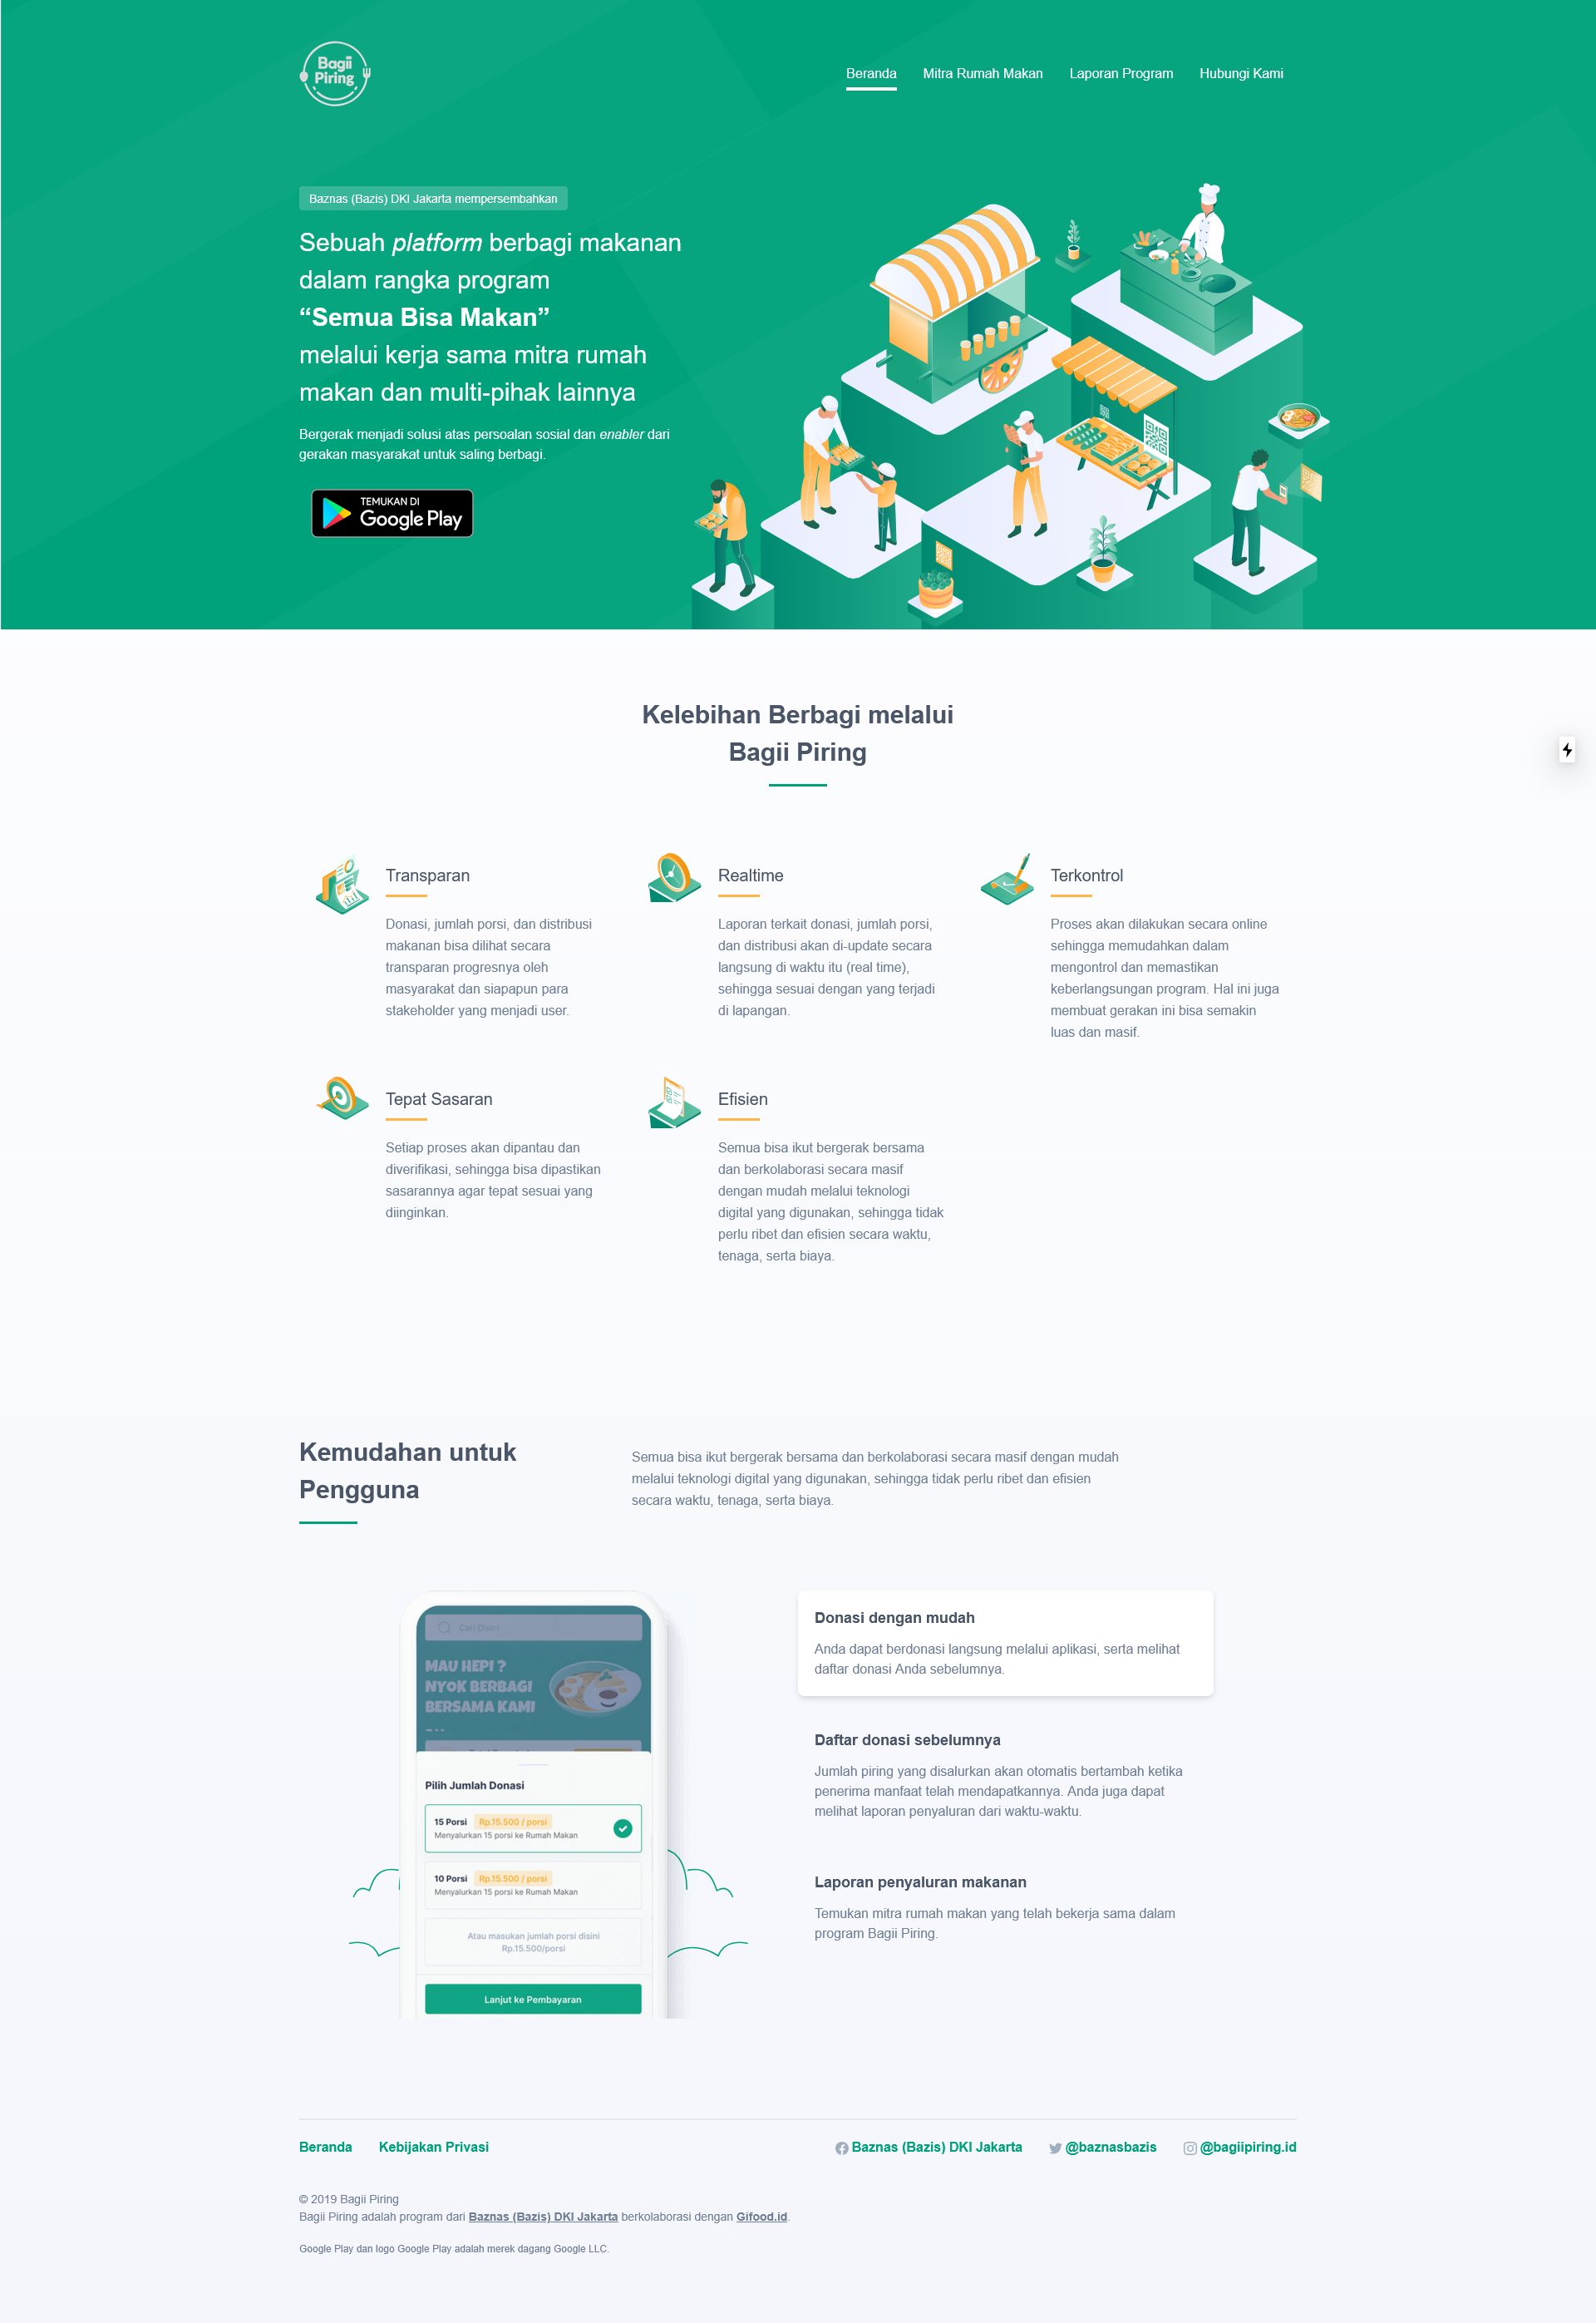 Bagii
Piring
Beranda
Mitra Rumah Makan
Laporan Program
Hubungi Kami
Baznas (Bazis) DKI Jakarta mempersembahkan
Sebuah platform berbagi makanan
dalam rangka program
“Semua Bisa Makan”
melalui kerja sama mitra rumah
makan dan multi-pihak lainnya
Bergerak menjadi solusi atas persoalan sosial dan enabler dari
gerakan masyarakat untuk saling berbagi.
TEMUKAN DI
Google Play
Kelebihan Berbagi melalui
Bagii Piring
Transparan
Donasi, jumlah porsi, dan distribusi
makanan bisa dilihat secara
transparan progresnya oleh
masyarakat dan siapapun para
stakeholder yang menjadi user.
Realtime
Laporan terkait donasi, jumlah porsi,
dan distribusi akan di-update secara
langsung di waktu itu (real time),
sehingga sesuai dengan yang terjadi
di lapangan.
Terkontrol
Proses akan dilakukan secara online
sehingga memudahkan dalam
mengontrol dan memastikan
keberlangsungan program. Hal ini juga
membuat gerakan ini bisa semakin
luas dan masif.
Tepat Sasaran
Setiap proses akan dipantau dan
diverifikasi, sehingga bisa dipastikan
sasarannya agar tepat sesuai yang
diinginkan.
Efisien
Semua bisa ikut bergerak bersama
dan berkolaborasi secara masif
dengan mudah melalui teknologi
digital yang digunakan, sehingga tidak
perlu ribet dan efisien secara waktu,
tenaga, serta biaya.
Kemudahan untuk
Pengguna
Semua bisa ikut bergerak bersama dan berkolaborasi secara masif dengan mudah
melalui teknologi digital yang digunakan, sehingga tidak perlu ribet dan efisien
secara waktu, tenaga, serta biaya.
Cari Disini
MAU HEPI ?
NYOK BERBAGI
BERSAMA KAMI
Pilih Jumlah Donasi
15 Porsi Rp.15.500 / porsi
Menyalurkan 15 porsi ke Rumah Makan
10 Porsi Rp.15.500 / porsi
Menyalurkan 15 porsi ke Rumah Makan
Atau masukan jumlah porsi disini
Rp.15.500/porsi
Lanjut ke Pembayaran
Donasi dengan mudah
Anda dapat berdonasi langsung melalui aplikasi, serta melihat
daftar donasi Anda sebelumnya.
Daftar donasi sebelumnya
Jumlah piring yang disalurkan akan otomatis bertambah ketika
penerima manfaat telah mendapatkannya. Anda juga dapat
melihat laporan penyaluran dari waktu-waktu.
Laporan penyaluran makanan
Temukan mitra rumah makan yang telah bekerja sama dalam
program Bagii Piring.
Beranda
Kebijakan Privasi
Baznas (Bazis) DKI Jakarta
@baznasbazis
@bagiipiring.id
© 2019 Bagii Piring
Bagii Piring adalah program dari Baznas (Bazis) DKI Jakarta berkolaborasi dengan Gifood.id.
Google Play dan logo Google Play adalah merek dagang Google LLC.